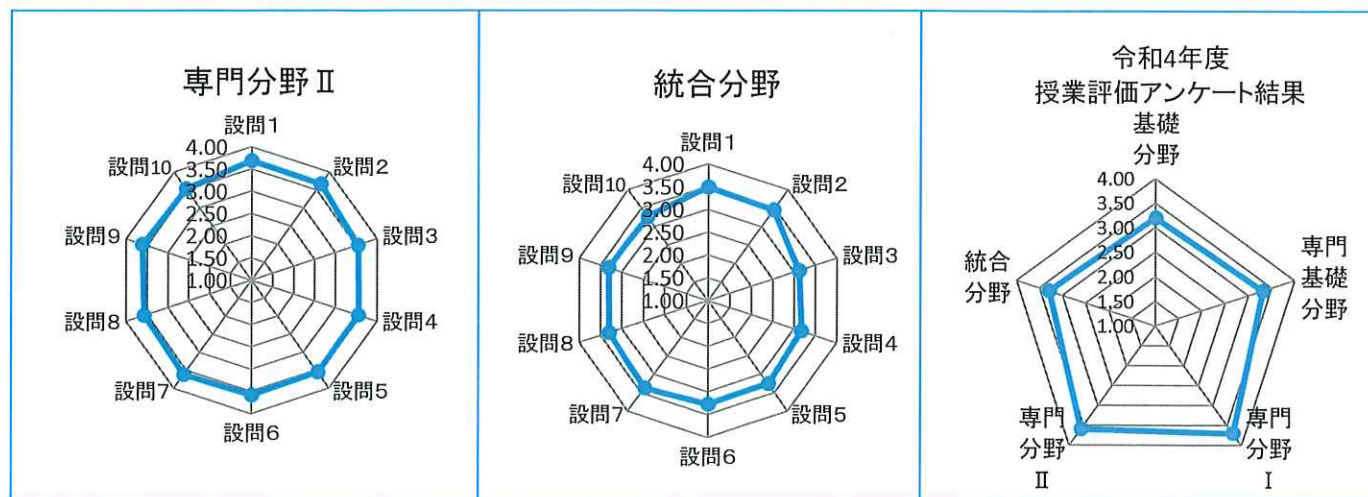 専門分野Ⅱ
設問1
設問2
設問3
設問4
設問5
設問6
設問7
設問8
設問9
設問10
4.00
3.50
3.00
2.50
2.00
1.50
1.00
統合分野
設問1
設問2
設問3
設問4
設問5
設問6
設問7
設問8
設問9
設問10
4.00
3.50
3.00
2.50
2.00
1.50
1.00
令和4年度
授業評価アンケート結果
基礎
分野
専門
基礎
分野
専門
分野
Ⅰ
専門
分野
Ⅱ
統合
分野
4.00
3.50
3.00
2.50
2.00
1.50
1.00